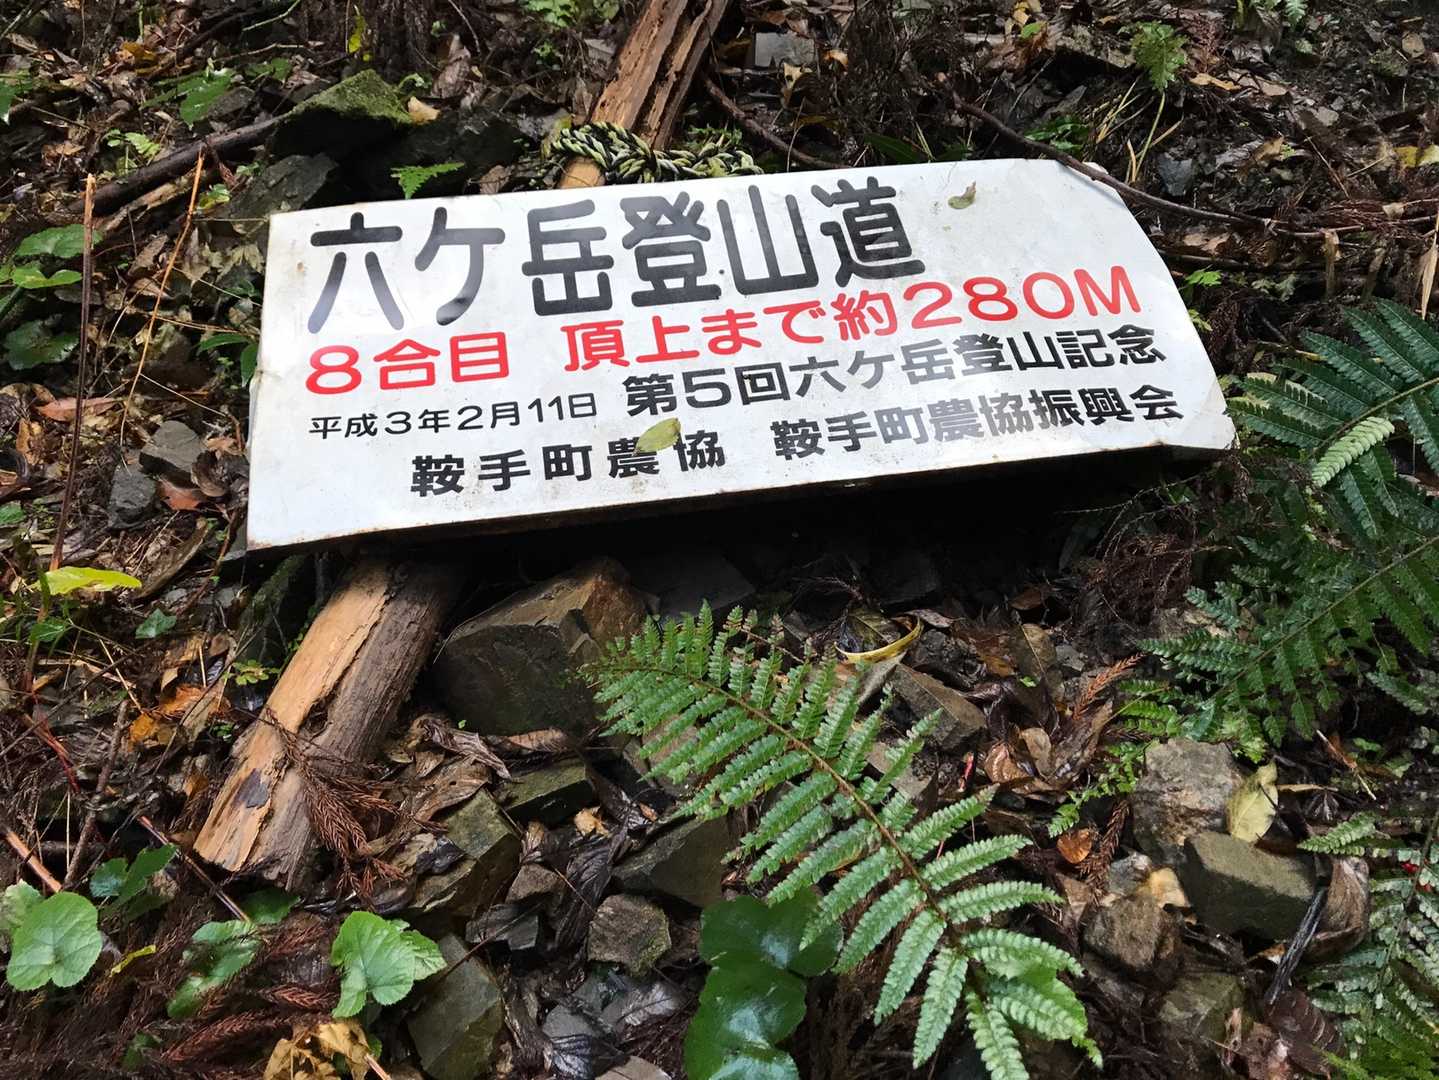 六ケ岳登山道
8合目 頂上まで約280M
平成3年2月11日 第5回六ケ岳登山記念
鞍手町農協 鞍手町農協振興会